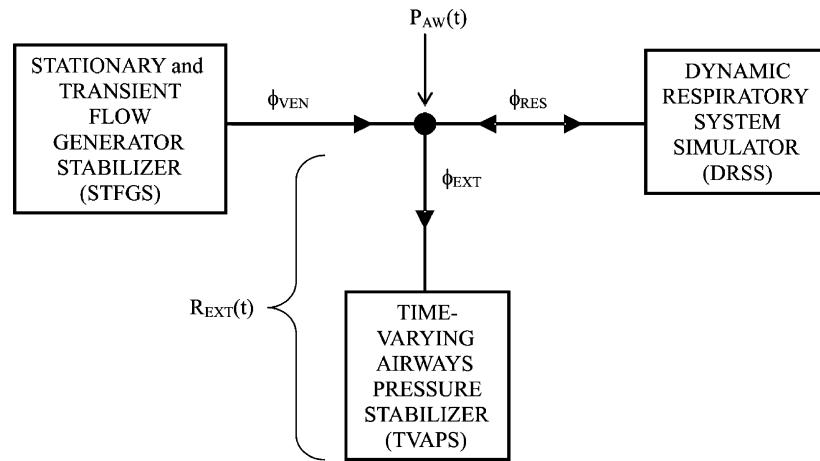 P_AW(t)
STATIONARY and
TRANSIENT
FLOW
GENERATOR
STABILIZER
(STFGS)
ϕ_VEN
ϕ_RES
DYNAMIC
RESPIRATORY
SYSTEM
SIMULATOR
(DRSS)
ϕ_EXT
R_EXT(t)
TIME-
VARYING
AIRWAYS
PRESSURE
STABILIZER
(TVAPS)